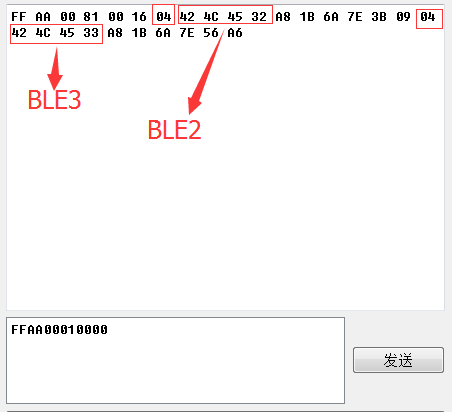 FF AA 00 81 00 16 04 42 4C 45 32 A8 1B 6A 7E 3B 09 04
42 4C 45 33 A8 1B 6A 7E 56 A6
BLE3
BLE2
FFAA00010000
发送